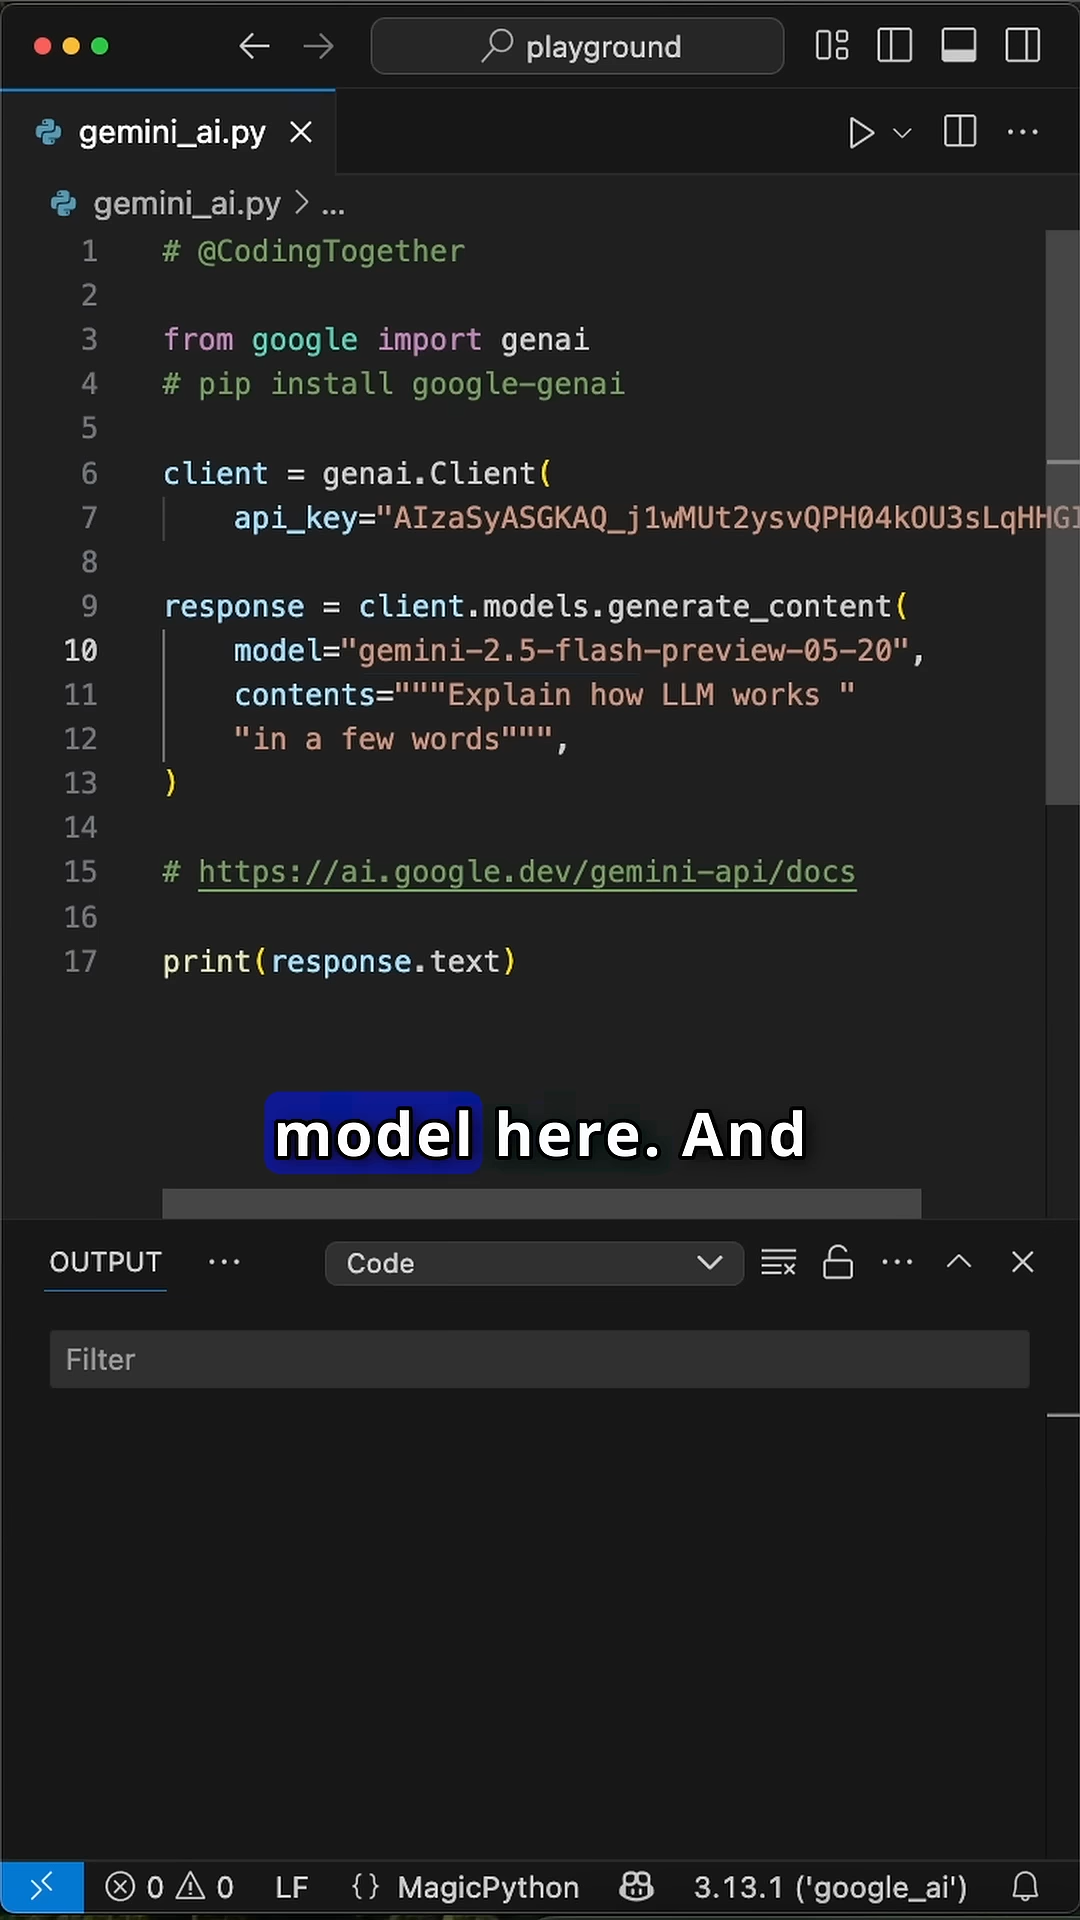 playground
gemini_ai.py
gemini_ai.py > ...
1 # @CodingTogether
2
3 from google import genai
4 # pip install google-genai
5
6 client = genai.Client(
7 api_key="AIzaSyASGKAQ_j1wMUt2ysvQPH04kOU3sLqHHG
8
9 response = client.models.generate_content(
10 model="gemini-2.5-flash-preview-05-20",
11 contents="""Explain how LLM works "
12 "in a few words""",
13 )
14
15 # https://ai.google.dev/gemini-api/docs
16
17 print(response.text)
model here. And
OUTPUT ... Code
Filter
0 0 LF {} MagicPython 3.13.1 ('google_ai')